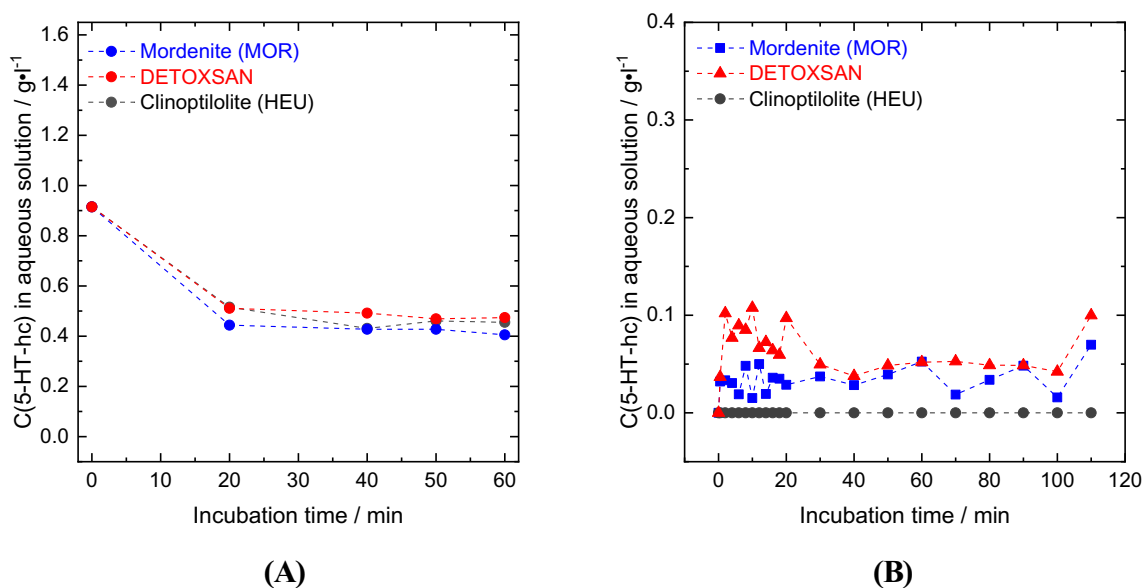 Mordenite (MOR)
DETOXSAN
Clinoptilolite (HEU)
C(5-HT-hc) in aqueous solution / g•l-1
1.6
1.4
1.2
1.0
0.8
0.6
0.4
0.2
0.0
0 10 20 30 40 50 60
Incubation time / min
(A)
Mordenite (MOR)
DETOXSAN
Clinoptilolite (HEU)
C(5-HT-hc) in aqueous solution / g•l-1
0.4
0.3
0.2
0.1
0.0
0 20 40 60 80 100 120
Incubation time / min
(B)